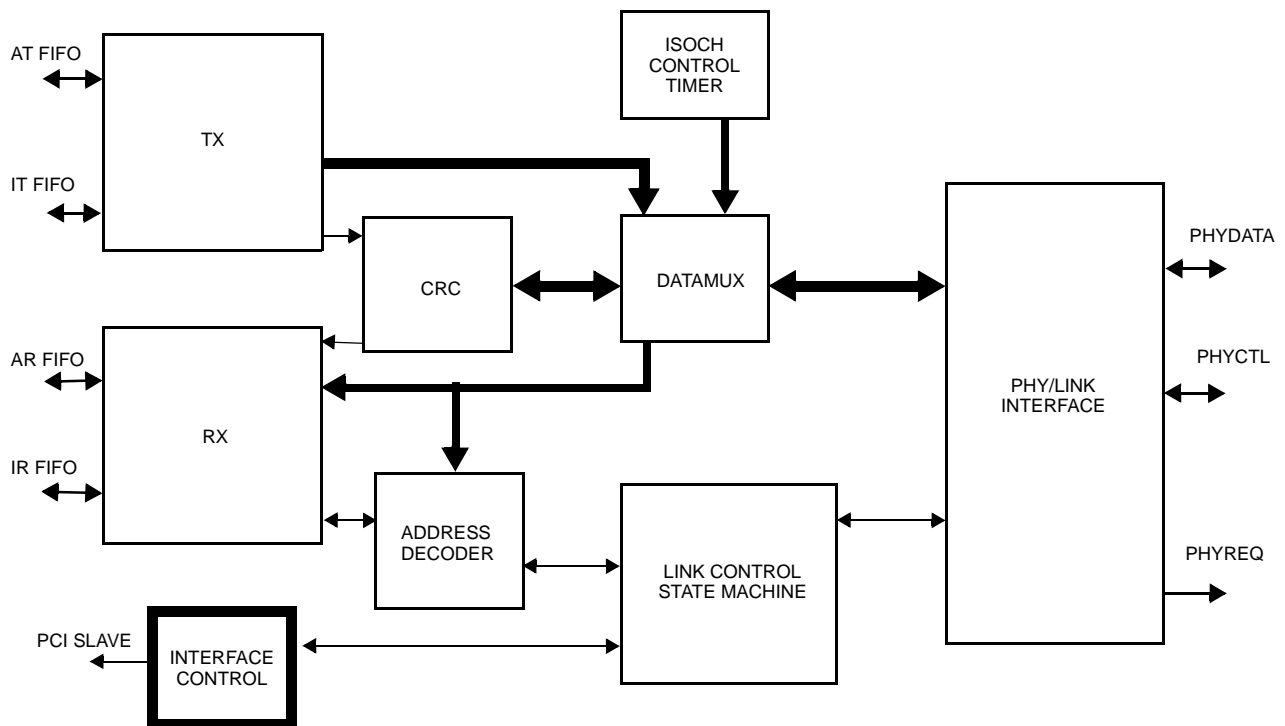 AT FIFO
ISOCH
CONTROL
TIMER
TX
IT FIFO
PHYDATA
CRC
DATAMUX
AR FIFO
PHYCTL
PHY/LINK
INTERFACE
RX
IR FIFO
ADDRESS
DECODER
PHYREQ
LINK CONTROL
STATE MACHINE
PCI SLAVE
INTERFACE
CONTROL